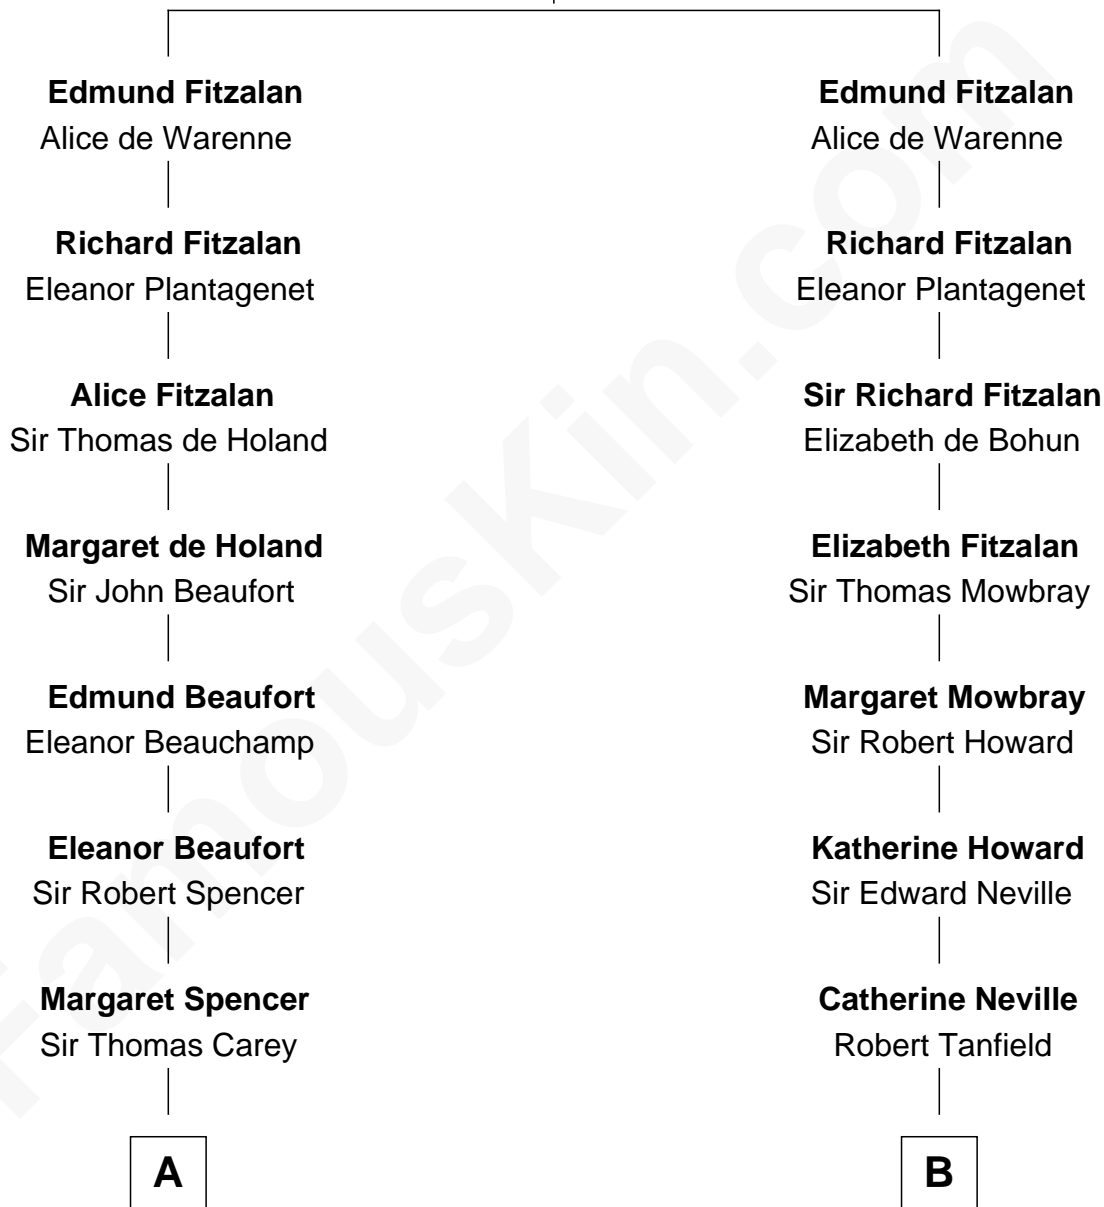 Edmund Fitzalan
Alice de Warenne
Richard Fitzalan
Eleanor Plantagenet
Alice Fitzalan
Sir Thomas de Holand
Margaret de Holand
Sir John Beaufort
Edmund Beaufort
Eleanor Beauchamp
Eleanor Beaufort
Sir Robert Spencer
Margaret Spencer
Sir Thomas Carey
A
Edmund Fitzalan
Alice de Warenne
Richard Fitzalan
Eleanor Plantagenet
Sir Richard Fitzalan
Elizabeth de Bohun
Elizabeth Fitzalan
Sir Thomas Mowbray
Margaret Mowbray
Sir Robert Howard
Katherine Howard
Sir Edward Neville
Catherine Neville
Robert Tanfield
B
FamousKin.com